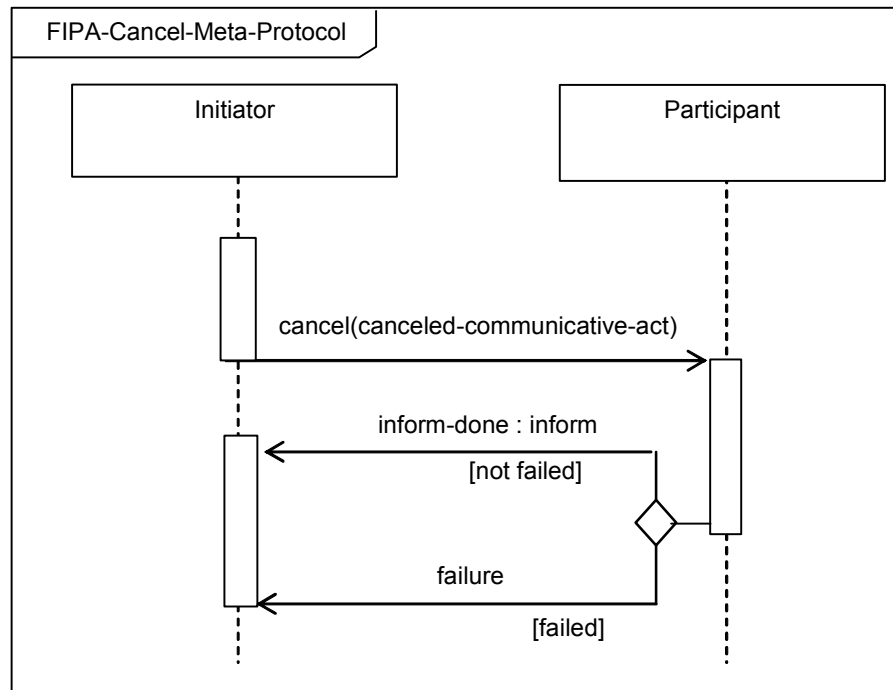 FIPA-Cancel-Meta-Protocol
Initiator
Participant
cancel(canceled-communicative-act)
inform-done : inform
[not failed]
failure
[failed]